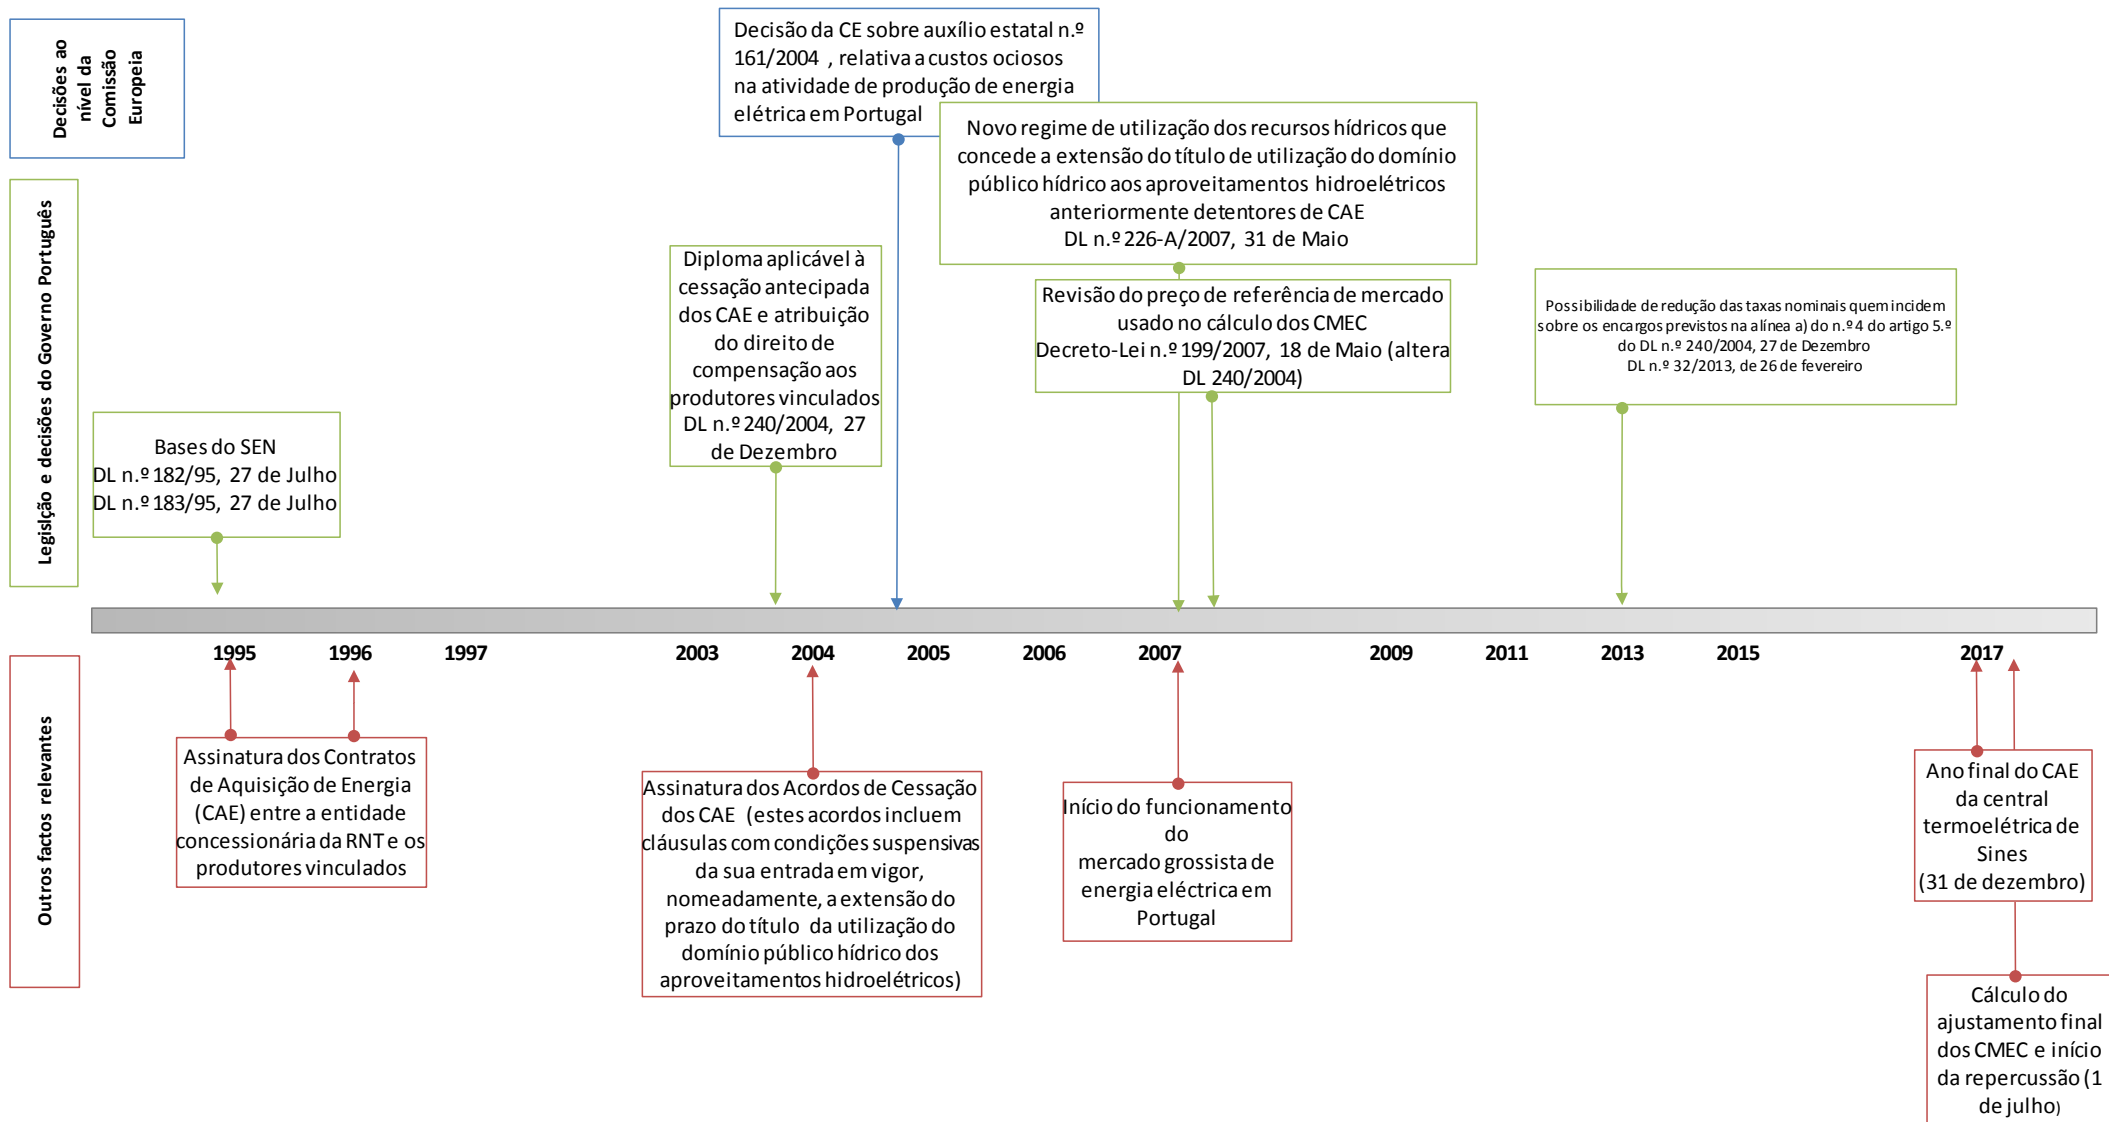 Decisões ao
nível da
Comissão
Europeia
Decisão da CE sobre auxílio estatal n.º
161/2004 , relativa a custos ociosos
na atividade de produção de energia
elétrica em Portugal
Novo regime de utilização dos recursos hídricos que
concede a extensão do título de utilização do domínio
público hídrico aos aproveitamentos hidroelétricos
anteriormente detentores de CAE
DL n.º 226-A/2007, 31 de Maio
Legislção e decisões do Governo Português
Diploma aplicável à
cessação antecipada
dos CAE e atribuição
do direito de
compensação aos
produtores vinculados
DL n.º 240/2004, 27
de Dezembro
Revisão do preço de referência de mercado
usado no cálculo dos CMEC
Decreto-Lei n.º 199/2007, 18 de Maio (altera
DL 240/2004)
Possibilidade de redução das taxas nominais quem incidem
sobre os encargos previstos na alínea a) do n.º 4 do artigo 5.º
do DL n.º 240/2004, 27 de Dezembro
DL n.º 32/2013, de 26 de fevereiro
Bases do SEN
DL n.º 182/95, 27 de Julho
DL n.º 183/95, 27 de Julho
1995 1996 1997 2003 2004 2005 2006 2007 2009 2011 2013 2015 2017
Outros factos relevantes
Assinatura dos Contratos
de Aquisição de Energia
(CAE) entre a entidade
concessionária da RNT e os
produtores vinculados
Assinatura dos Acordos de Cessação
dos CAE (estes acordos incluem
cláusulas com condições suspensivas
da sua entrada em vigor,
nomeadamente, a extensão do
prazo do título da utilização do
domínio público hídrico dos
aproveitamentos hidroelétricos)
Início do funcionamento
do
mercado grossista de
energia eléctrica em
Portugal
Ano final do CAE
da central
termoelétrica de
Sines
(31 de dezembro)
Cálculo do
ajustamento final
dos CMEC e início
da repercussão (1
de julho)